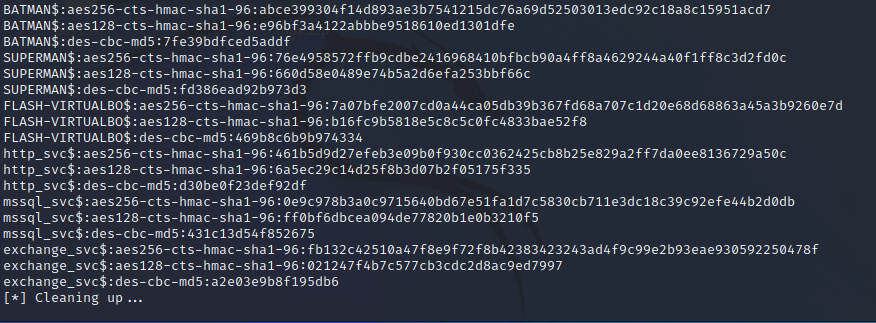 BATMAN$:aes256-cts-hmac-sha1-96:abce399304f14d893ae3b7541215dc76a69d52503013edc92c18a8c15951acd7
BATMAN$:aes128-cts-hmac-sha1-96:e96bf3a4122abbbe9518610ed1301dfe
BATMAN$:des-cbc-md5:7fe39bdfced5addf
SUPERMAN$:aes256-cts-hmac-sha1-96:76e4958572ffb9cdbe2416968410bfbcb90a4ff8a4629244a40f1ff8c3d2fd0c
SUPERMAN$:aes128-cts-hmac-sha1-96:660d58e0489e74b5a2d6efa253bbf66c
SUPERMAN$:des-cbc-md5:fd386ead92b973d3
FLASH-VIRTUALBO$:aes256-cts-hmac-sha1-96:7a07bfe2007cd0a44ca05db39b367fd68a707c1d20e68d68863a45a3b9260e7d
FLASH-VIRTUALBO$:aes128-cts-hmac-sha1-96:b16fc9b5818e5c8c5c0fc4833bae52f8
FLASH-VIRTUALBO$:des-cbc-md5:469b8c6b9b974334
http_svc$:aes256-cts-hmac-sha1-96:461b5d9d27efeb3e09b0f930cc0362425cb8b25e829a2ff7da0ee8136729a50c
http_svc$:aes128-cts-hmac-sha1-96:6a5ec29c14d25f8b3d07b2f05175f335
http_svc$:des-cbc-md5:d30be0f23def92df
mssql_svc$:aes256-cts-hmac-sha1-96:0e9c978b3a0c9715640bd67e51fa1d7c5830cb711e3dc18c39c92efe44b2d0db
mssql_svc$:aes128-cts-hmac-sha1-96:ff0bf6dbcea094de77820b1e0b3210f5
mssql_svc$:des-cbc-md5:431c13d54f852675
exchange_svc$:aes256-cts-hmac-sha1-96:fb132c42510a47f8e9f72f8b42383423243ad4f9c99e2b93eae930592250478f
exchange_svc$:aes128-cts-hmac-sha1-96:021247f4b7c577cb3cdc2d8ac9ed7997
exchange_svc$:des-cbc-md5:a2e03e9b8f195db6
[*] Cleaning up...